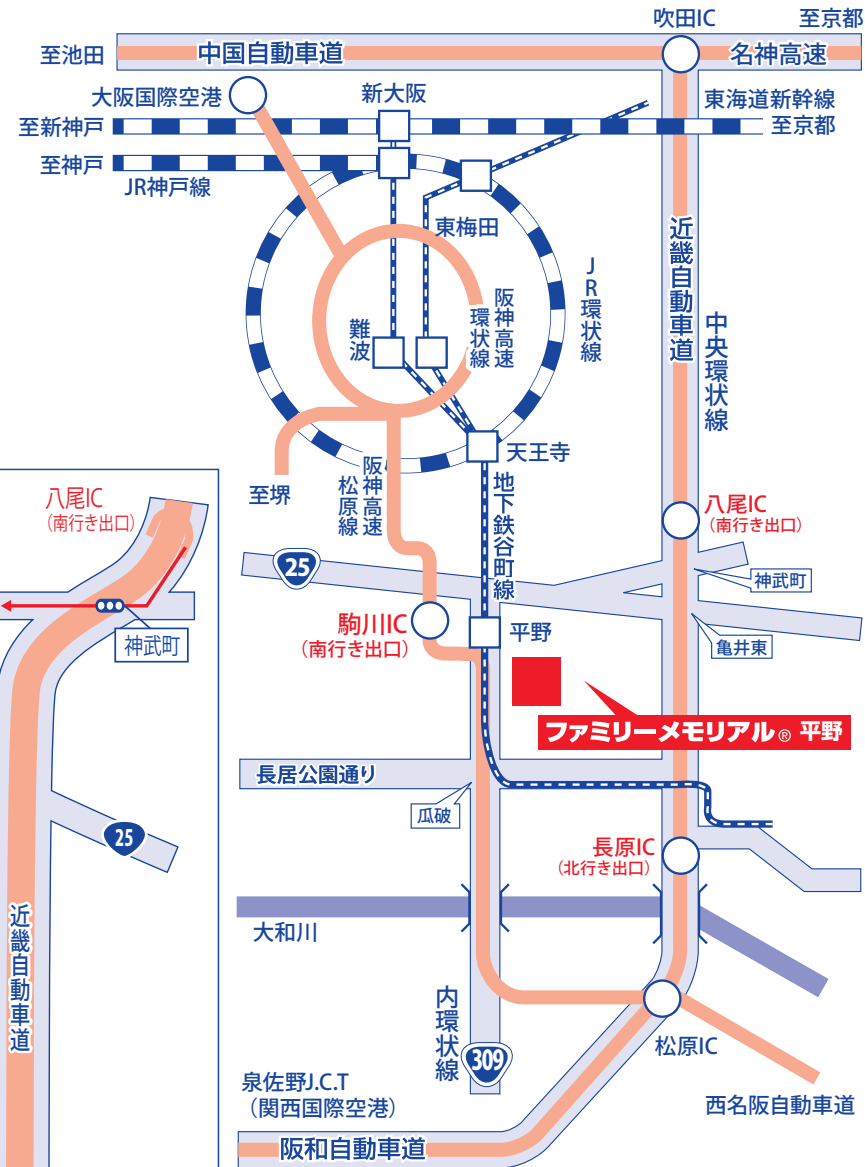 吹田IC
至京都
至池田
中国自動車道
名神高速
大阪国際空港
新大阪
東海道新幹線
至新神戸
至京都
至神戸
JR神戸線
東梅田
近畿自動車道
JR環状線
阪神高速
環状線
中央環状線
難波
天王寺
阪神高速
松原線
至堺
地下鉄谷町線
八尾IC
(南行き出口)
八尾IC
(南行き出口)
25
神武町
駒川IC
(南行き出口)
平野
神武町
亀井東
ファミリーメモリアル® 平野
長居公園通り
瓜破
25
長原IC
(北行き出口)
近畿自動車道
大和川
内環状線
309
松原IC
泉佐野J.C.T
(関西国際空港)
西名阪自動車道
阪和自動車道